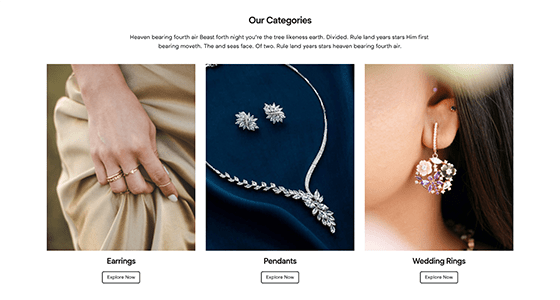 Our Categories
Heaven bearing fourth air Beast forth night you're the tree likeness earth. Divided. Rule land years stars Him first
bearing moveth. The and seas face. Of two. Rule land years stars heaven bearing fourth air.
Earrings
Pendants
Wedding Rings
Explore Now
Explore Now
Explore Now